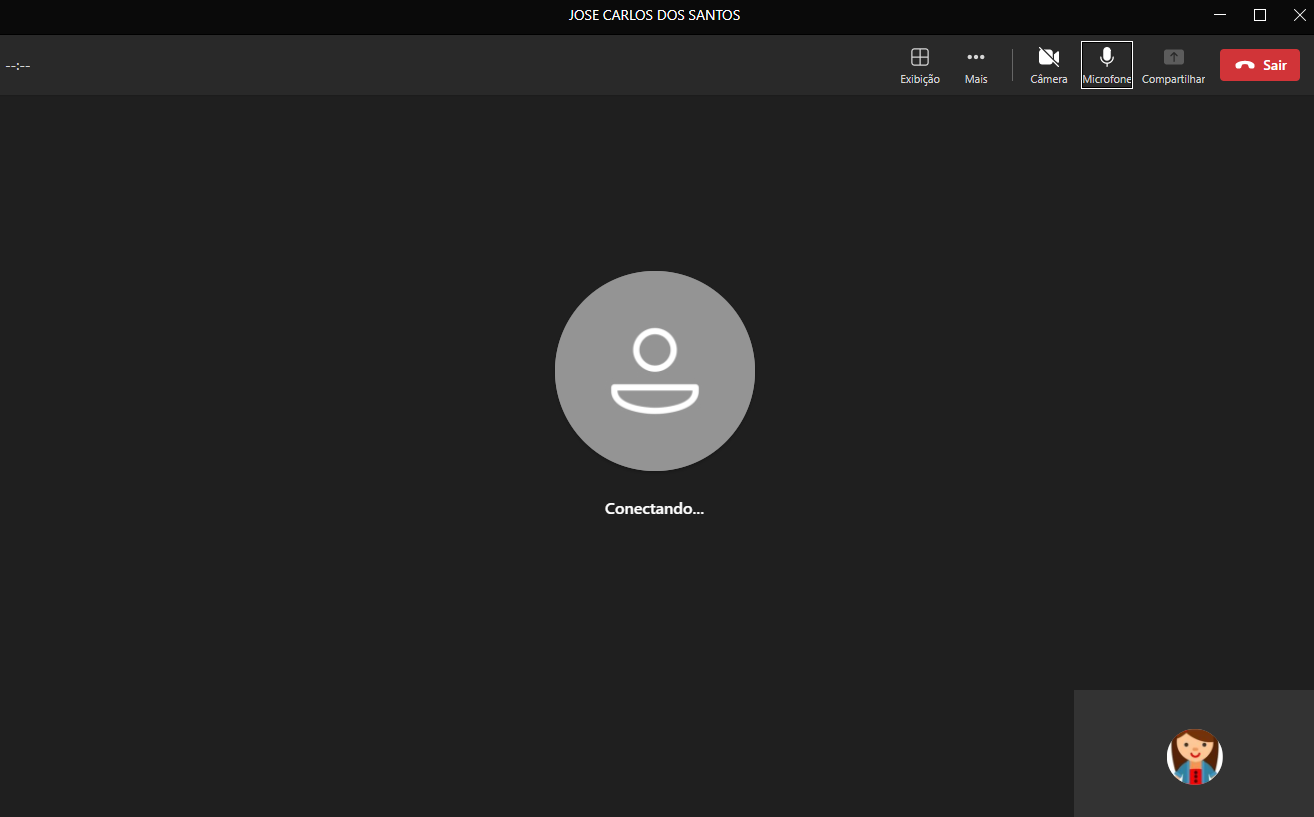 JOSE CARLOS DOS SANTOS
--:--
Exibição
Mais
Câmera
Microfone
Compartilhar
Sair
Conectando...